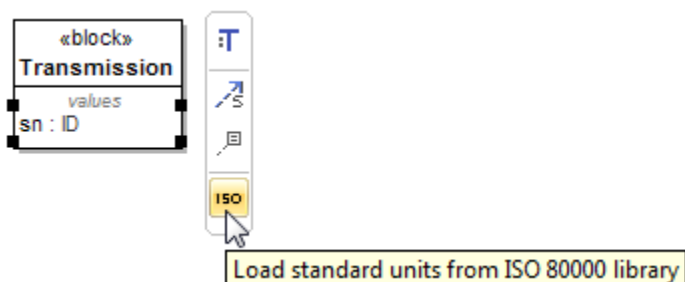 «block»
Transmission
values
sn : ID
:T
S
ISO
Load standard units from ISO 80000 library